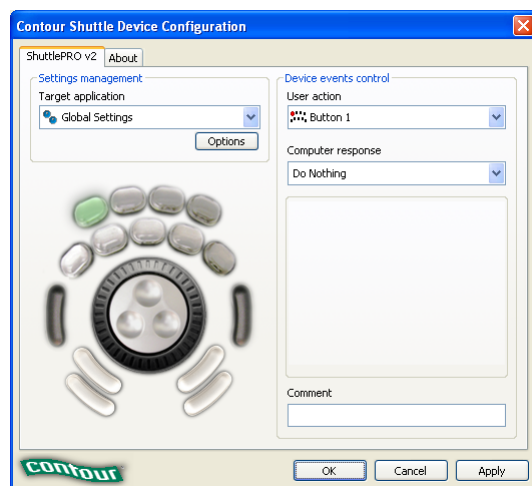 Contour Shuttle Device Configuration
ShuttlePRO v2
About
Settings management
Target application
Global Settings
Options
Device events control
User action
Button 1
Computer response
Do Nothing
Comment
contour
OK
Cancel
Apply